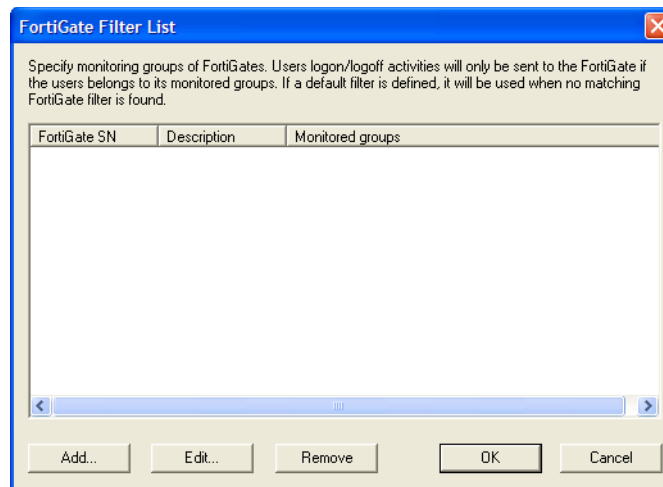 FortiGate Filter List
Specify monitoring groups of FortiGates. Users logon/logoff activities will only be sent to the FortiGate if
the users belongs to its monitored groups. If a default filter is defined, it will be used when no matching
FortiGate filter is found.
FortiGate SN Description Monitored groups
Add... Edit... Remove OK Cancel